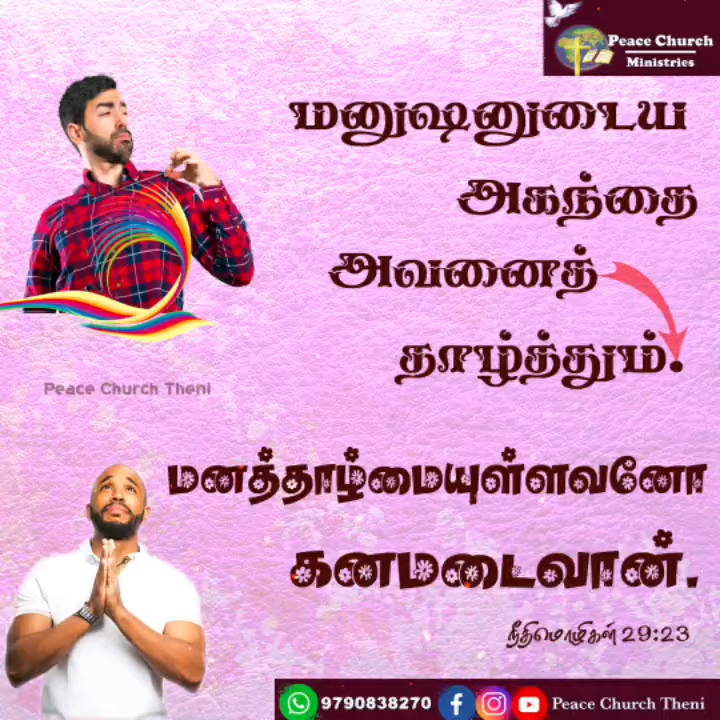 Peace Church
Ministries
மனுஷனுடைய
அகந்தை
அவனைத்
தாழ்த்தும்.
Peace Church Theni
மனத்தாழ்மையுள்ளவனோ
கனமடைவான்.
நீதிமொழிகள் 29:23
9790838270 Peace Church Theni